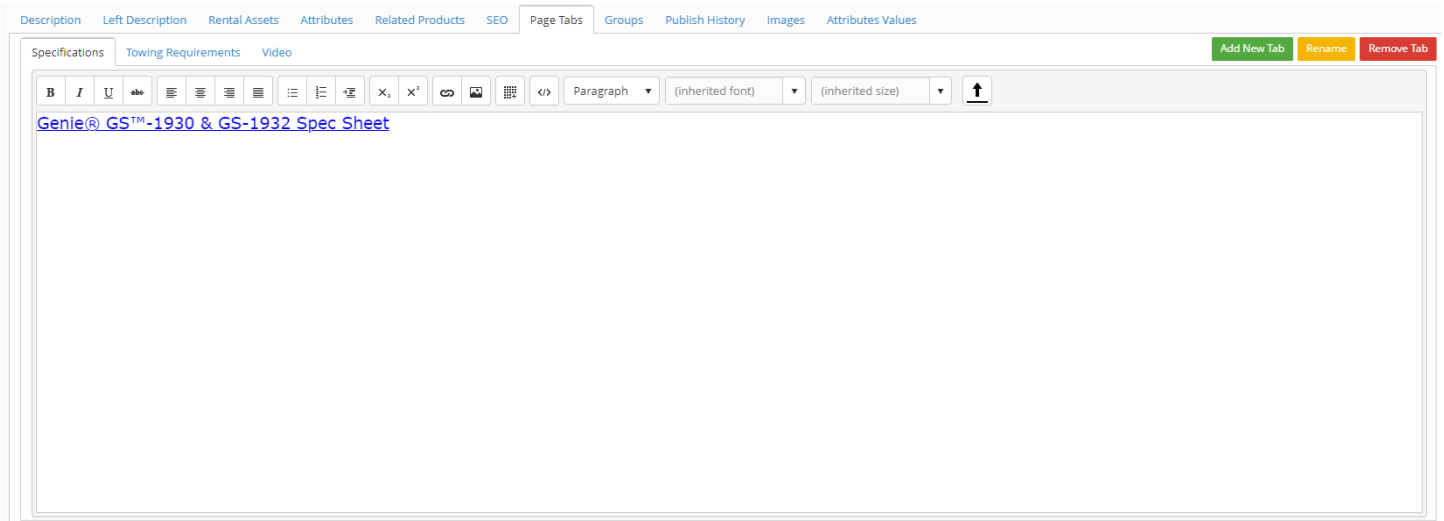 Description Left Description Rental Assets Attributes Related Products SEO Page Tabs Groups Publish History Images Attributes Values
Specifications Towing Requirements Video Add New Tab Rename Remove Tab
B I U abc Paragraph (inherited font) (inherited size)
Genie® GS™-1930 & GS-1932 Spec Sheet